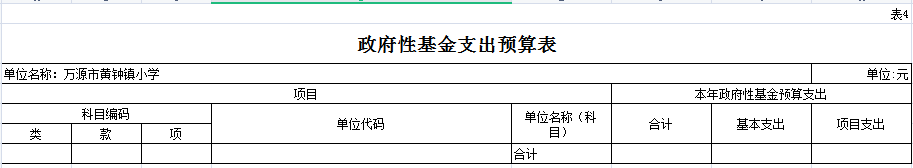 表4
政府性基金支出预算表
单位名称：万源市黄钟镇小学 单位:元
项目 本年政府性基金预算支出
科目编码 单位代码 单位名称（科目） 合计 基本支出 项目支出
类 款 项
合计